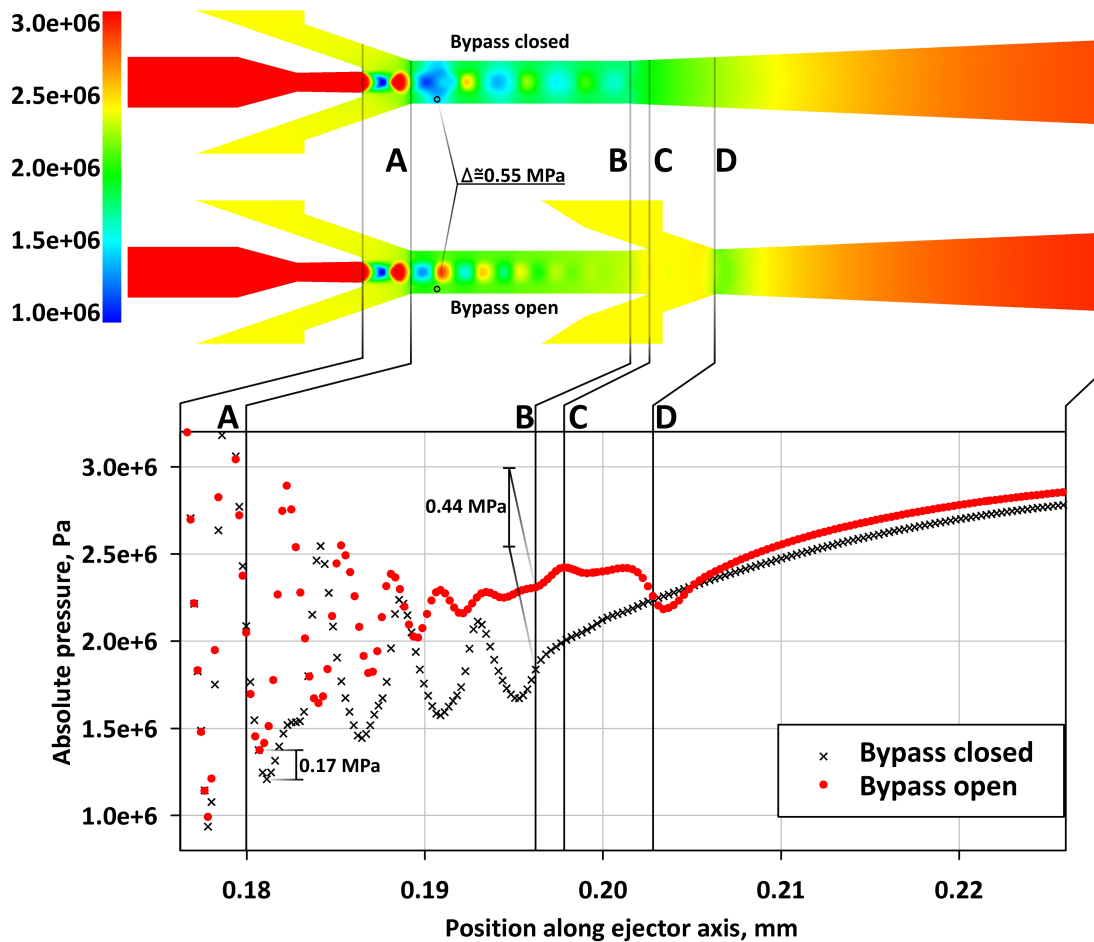 3.0e+06
2.5e+06
2.0e+06
1.5e+06
1.0e+06
Bypass closed
A
B
C
D
Δ≅0.55 MPa
Bypass open
A
B
C
D
3.0e+6
2.5e+6
2.0e+6
1.5e+6
1.0e+6
Absolute pressure, Pa
0.44 MPa
0.17 MPa
Bypass closed
Bypass open
0.18
0.19
0.20
0.21
0.22
Position along ejector axis, mm